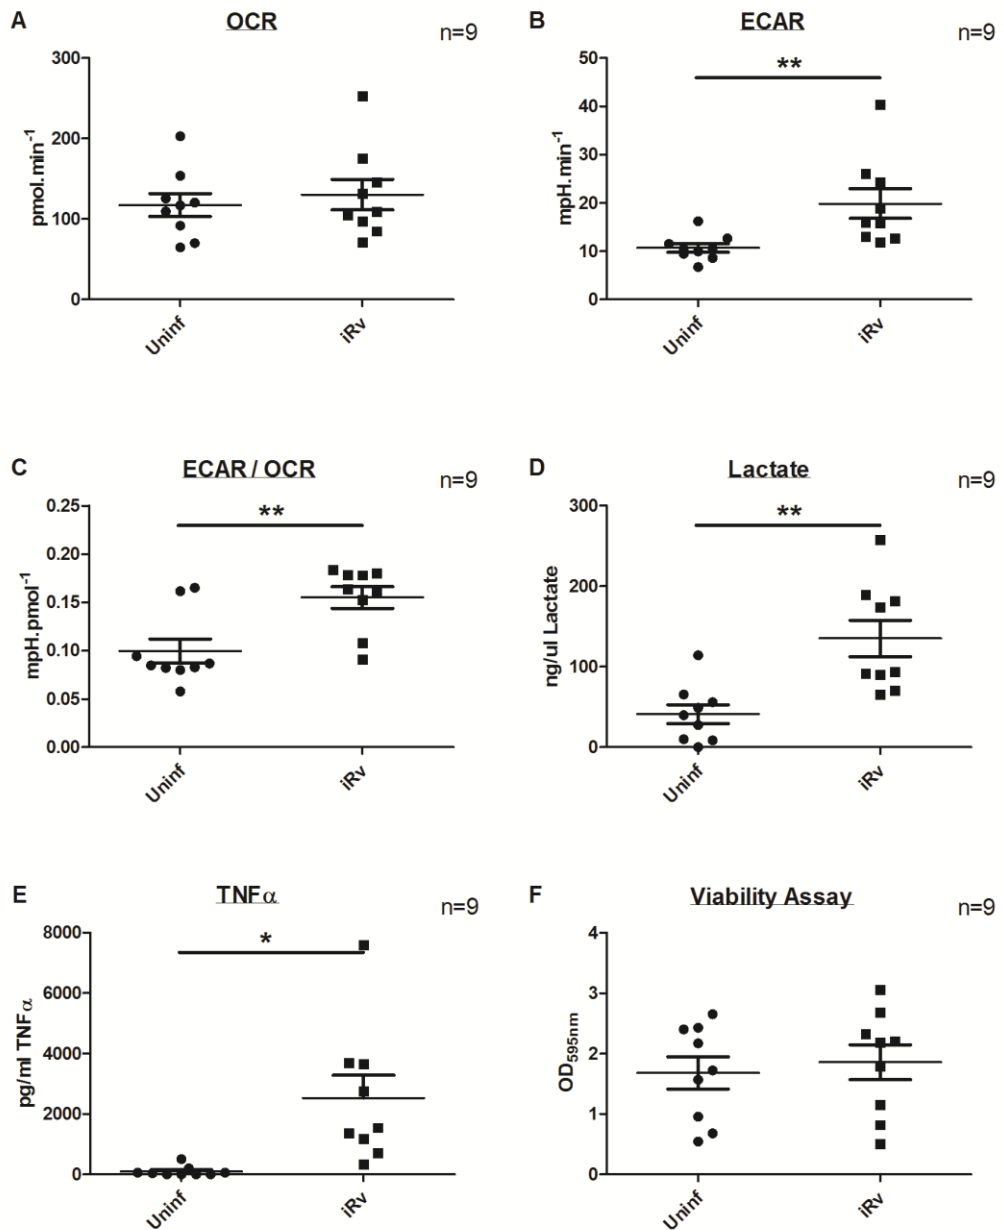 A OCR n=9
300
200
100
0
pmol.min⁻¹
Uninf iRv
B ECAR n=9
**
50
40
30
20
10
0
mpH.min⁻¹
Uninf iRv
C ECAR / OCR n=9
**
0.25
0.20
0.15
0.10
0.05
0.00
mpH.pmol⁻¹
Uninf iRv
D Lactate n=9
**
300
200
100
0
ng/ul Lactate
Uninf iRv
E TNFα n=9
*
8000
6000
4000
2000
0
pg/ml TNFα
Uninf iRv
F Viability Assay n=9
4
3
2
1
0
OD₅₉₅ₙₘ
Uninf iRv